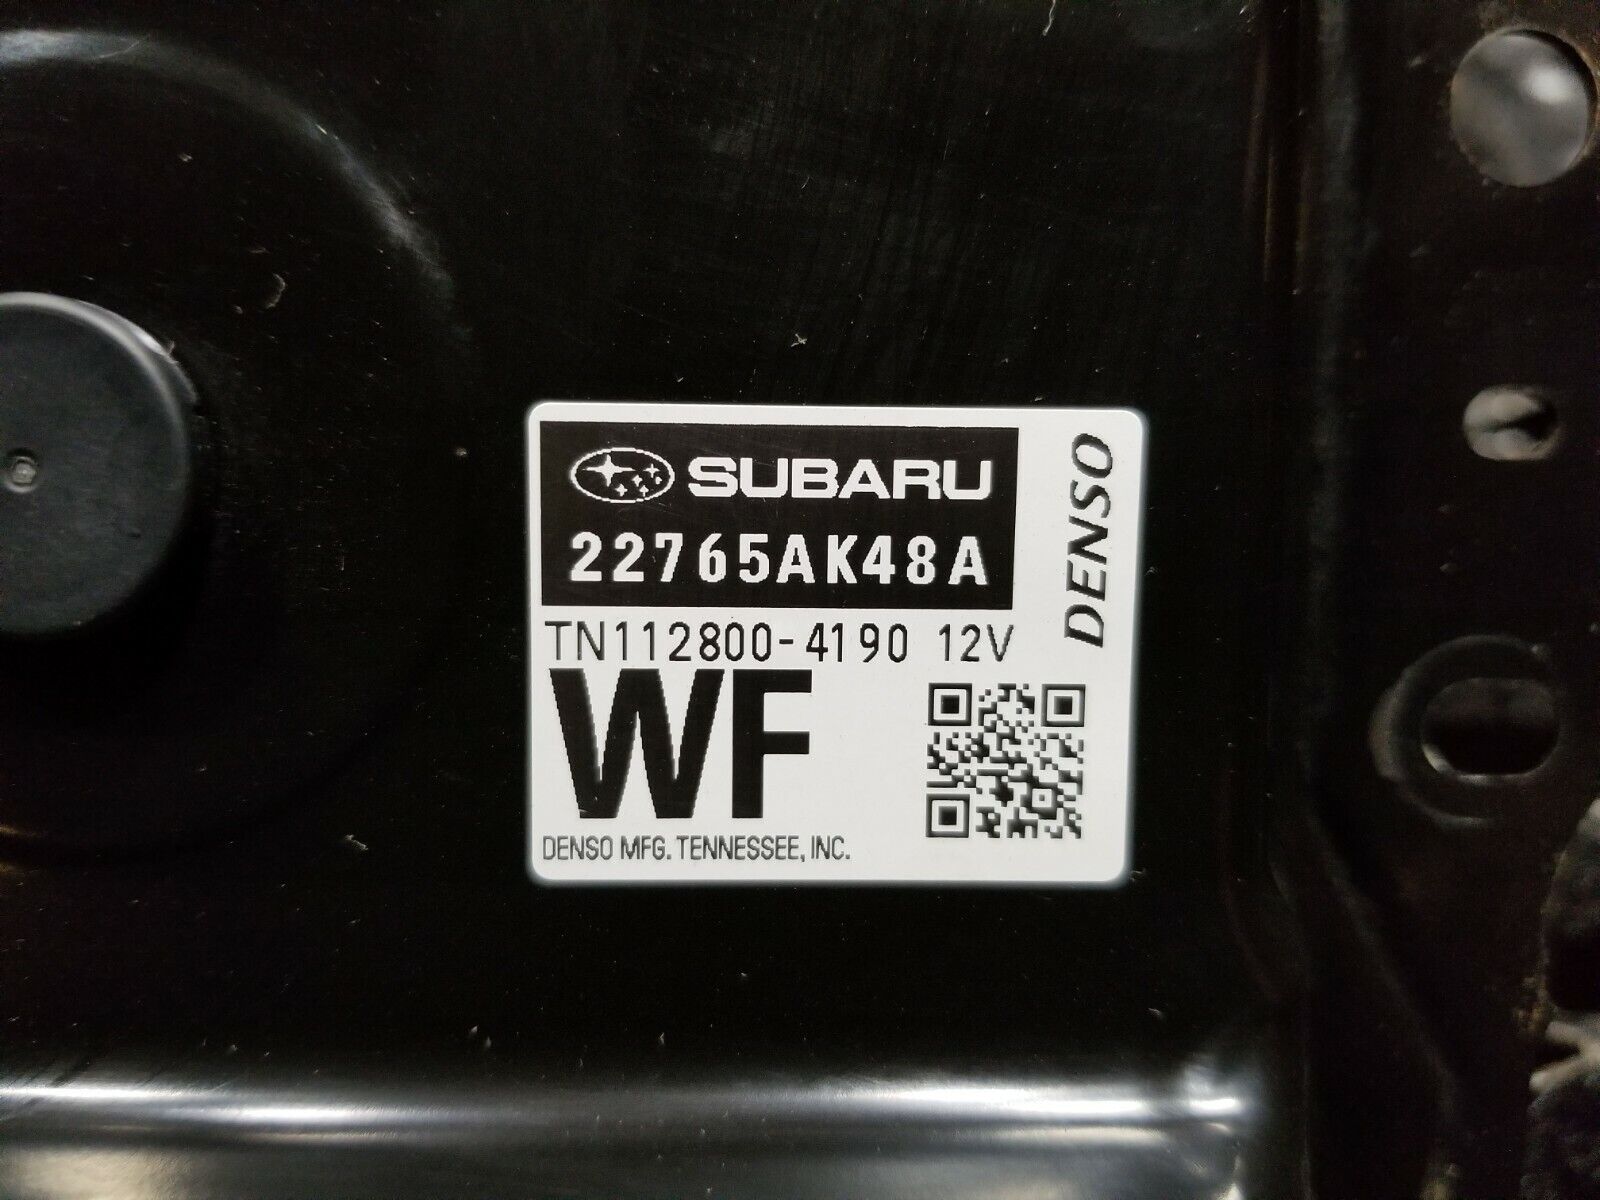 SUBARU
22765AK48A
TN112800-4190 12V
WF
DENSO MFG. TENNESSEE, INC.
DENSO